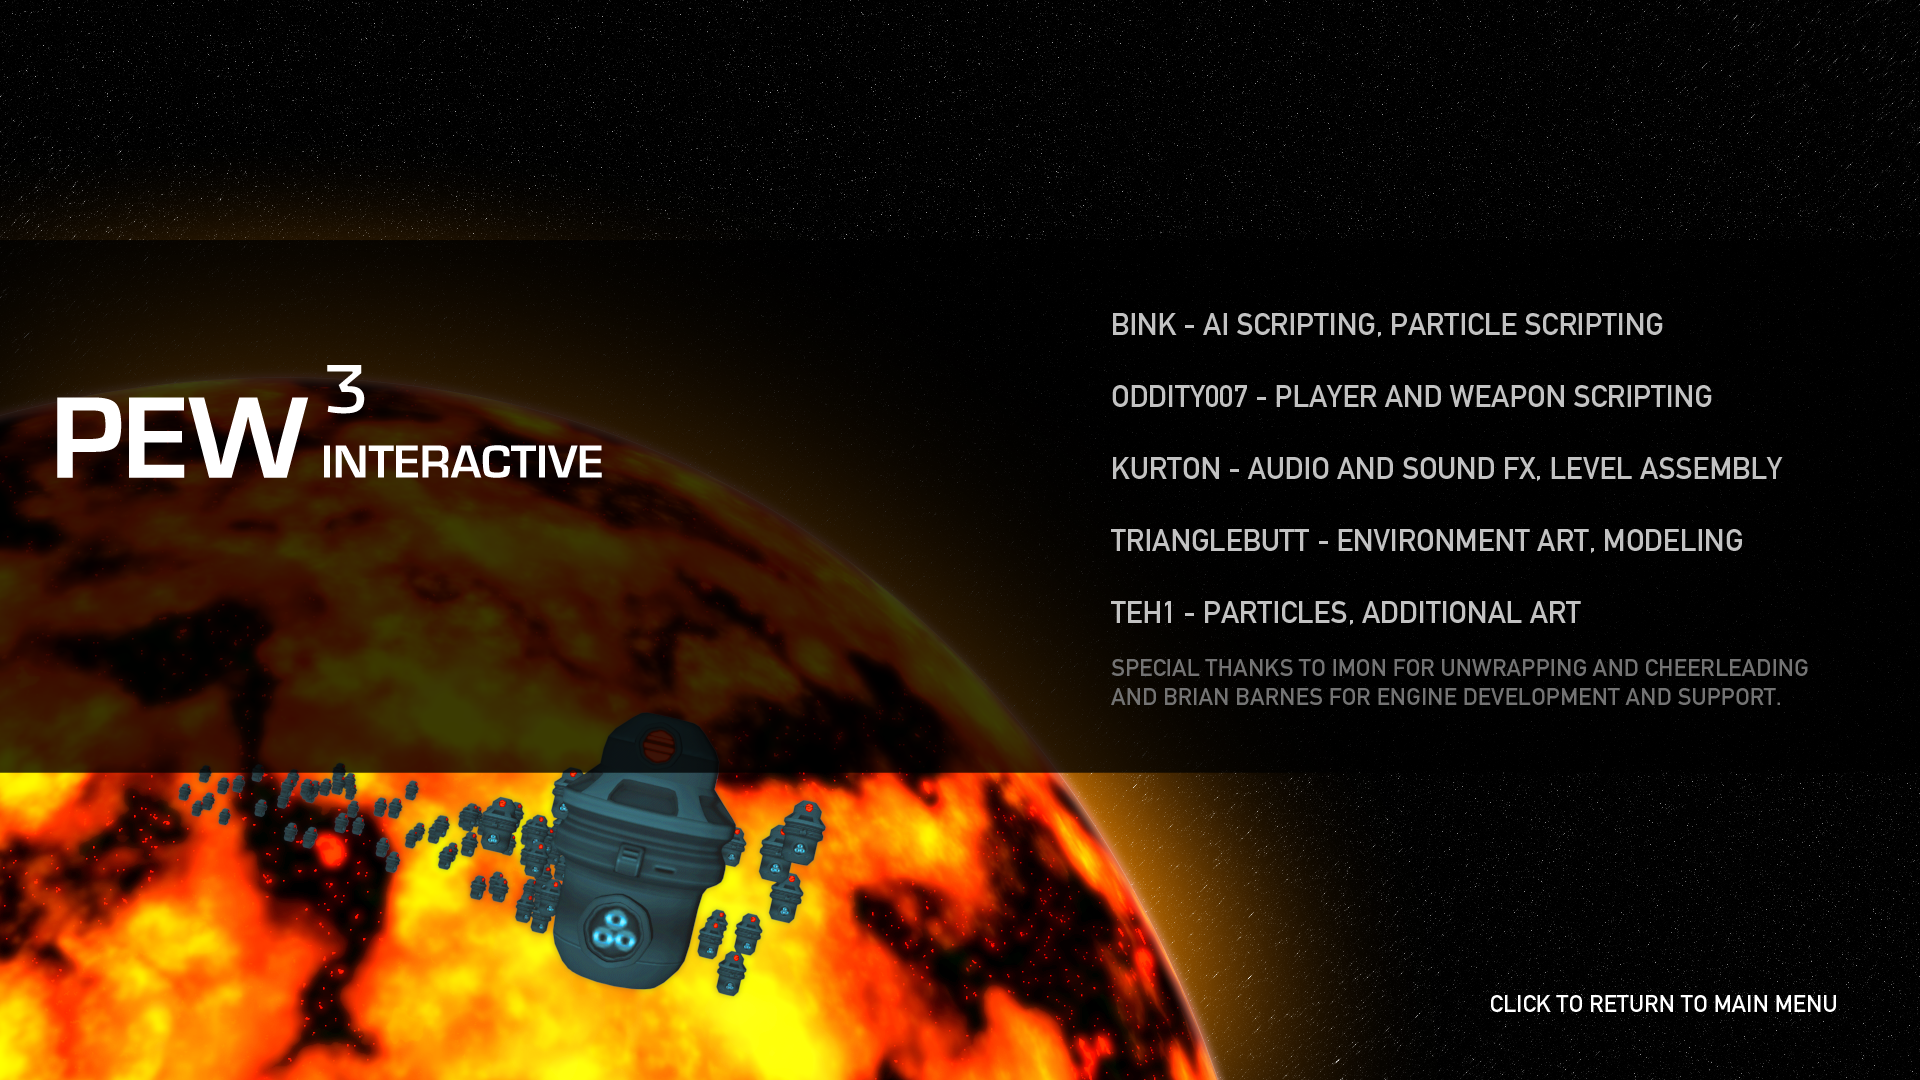 PEW 3
INTERACTIVE
BINK - AI SCRIPTING, PARTICLE SCRIPTING
ODDITY007 - PLAYER AND WEAPON SCRIPTING
KURTON - AUDIO AND SOUND FX, LEVEL ASSEMBLY
TRIANGLEBUTT - ENVIRONMENT ART, MODELING
TEH1 - PARTICLES, ADDITIONAL ART
SPECIAL THANKS TO IMON FOR UNWRAPPING AND CHEERLEADING
AND BRIAN BARNES FOR ENGINE DEVELOPMENT AND SUPPORT.
CLICK TO RETURN TO MAIN MENU